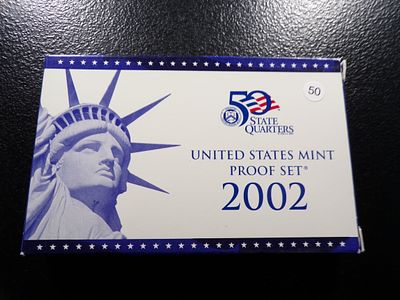 50
STATE
QUARTERS
50
UNITED STATES MINT
PROOF SET®
2002